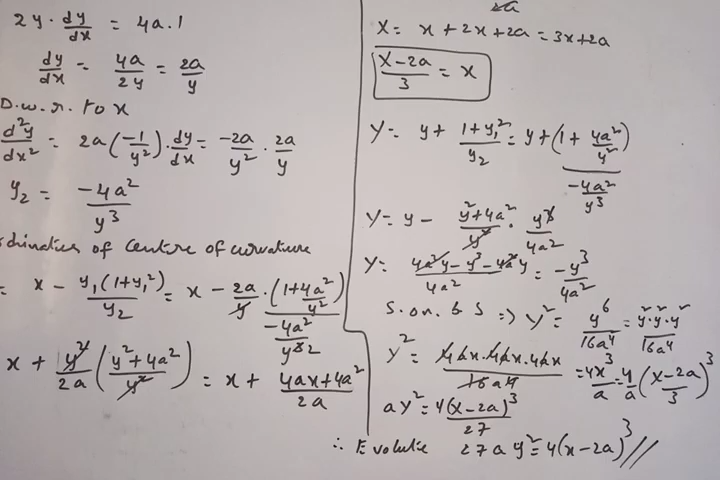 2y · dy/dx = 4a.1
dy/dx = 4a/2y = 2a/y
D.w.r. to x
d²y/dx² = 2a(-1/y²)·dy/dx = -2a/y² · 2a/y
y₂ = -4a²/y³
rdinates of centre of curvature
= x - y₁(1+y₁²)/y₂ = x - 2a/y · (1+4a²/y²)/(-4a²/y³2)
x + y²/2a (y²+4a²/y²) = x + 4ax+4a²/2a
2a
X = x + 2x + 2a = 3x+2a
X-2a/3 = x
Y = y + 1+y₁²/y₂ = y + (1 + 4a²/y²)/(-4a²/y³)
Y = y - y²+4a²/y² · y³/4a²
Y = 4a²y - y³ - 4a²y/4a² = -y³/4a²
S.on.b S => Y² = y⁶/16a⁴ = y²·y²·y²/16a⁴
Y² = 4ax·4ax·4ax/16a⁴ = 4x³/a = 4/a (X-2a/3)³
aY² = 4(X-2a)³/27
∴ Evolute 27ay² = 4(x-2a)³//